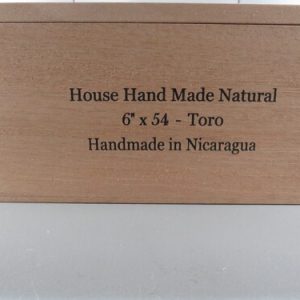 House Hand Made Natural
6" x 54 - Toro
Handmade in Nicaragua